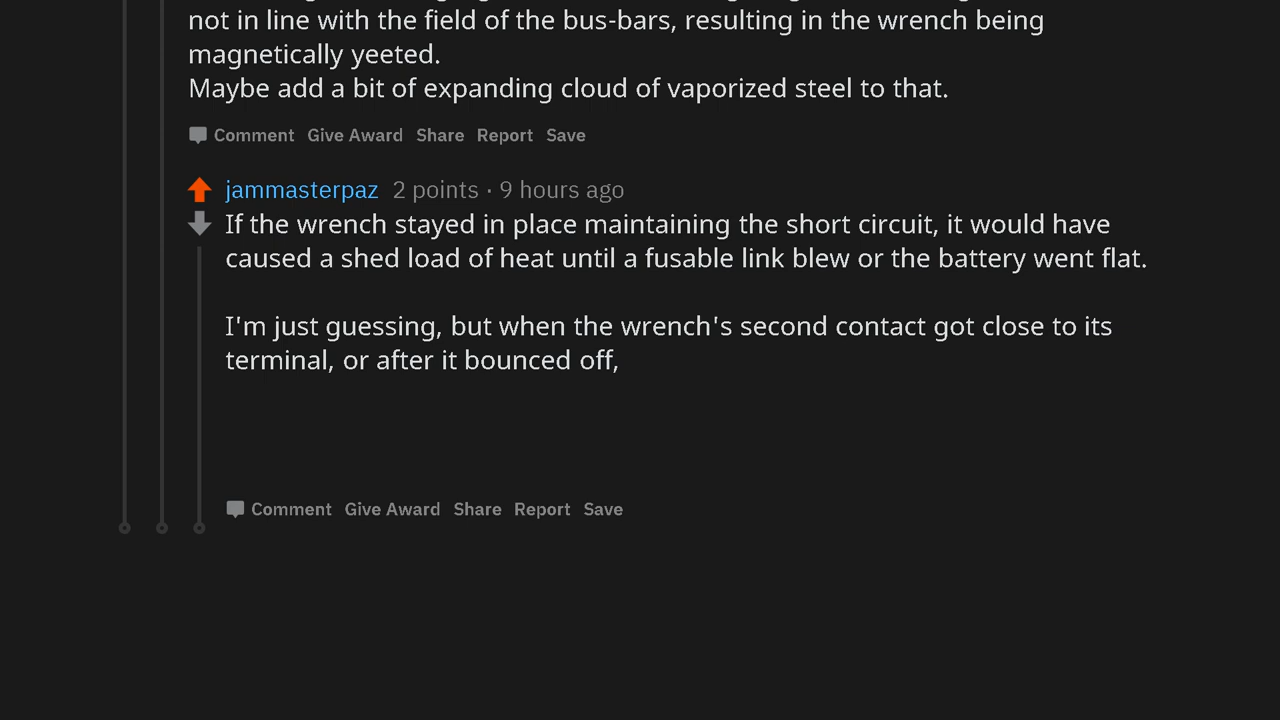 not in line with the field of the bus-bars, resulting in the wrench being
magnetically yeeted.
Maybe add a bit of expanding cloud of vaporized steel to that.
Comment Give Award Share Report Save
jammasterpaz 2 points · 9 hours ago
If the wrench stayed in place maintaining the short circuit, it would have
caused a shed load of heat until a fusable link blew or the battery went flat.
I'm just guessing, but when the wrench's second contact got close to its
terminal, or after it bounced off,
Comment Give Award Share Report Save